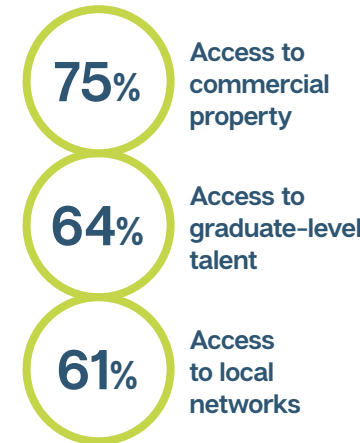 75%
Access to
commercial
property
64%
Access to
graduate-level
talent
61%
Access
to local
networks